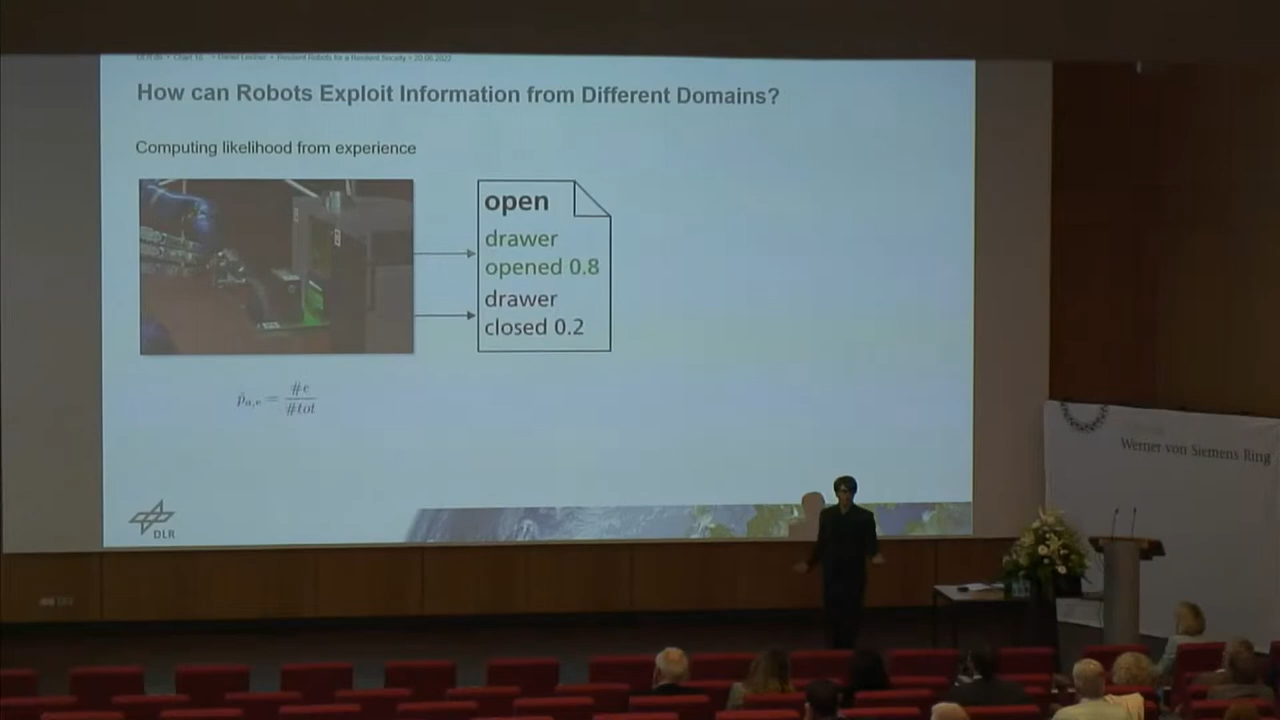 How can Robots Exploit Information from Different Domains?
Computing likelihood from experience
open
drawer
opened 0.8
drawer
closed 0.2
p̂a,e = #e / #tot
DLR
Werner von Siemens Ring